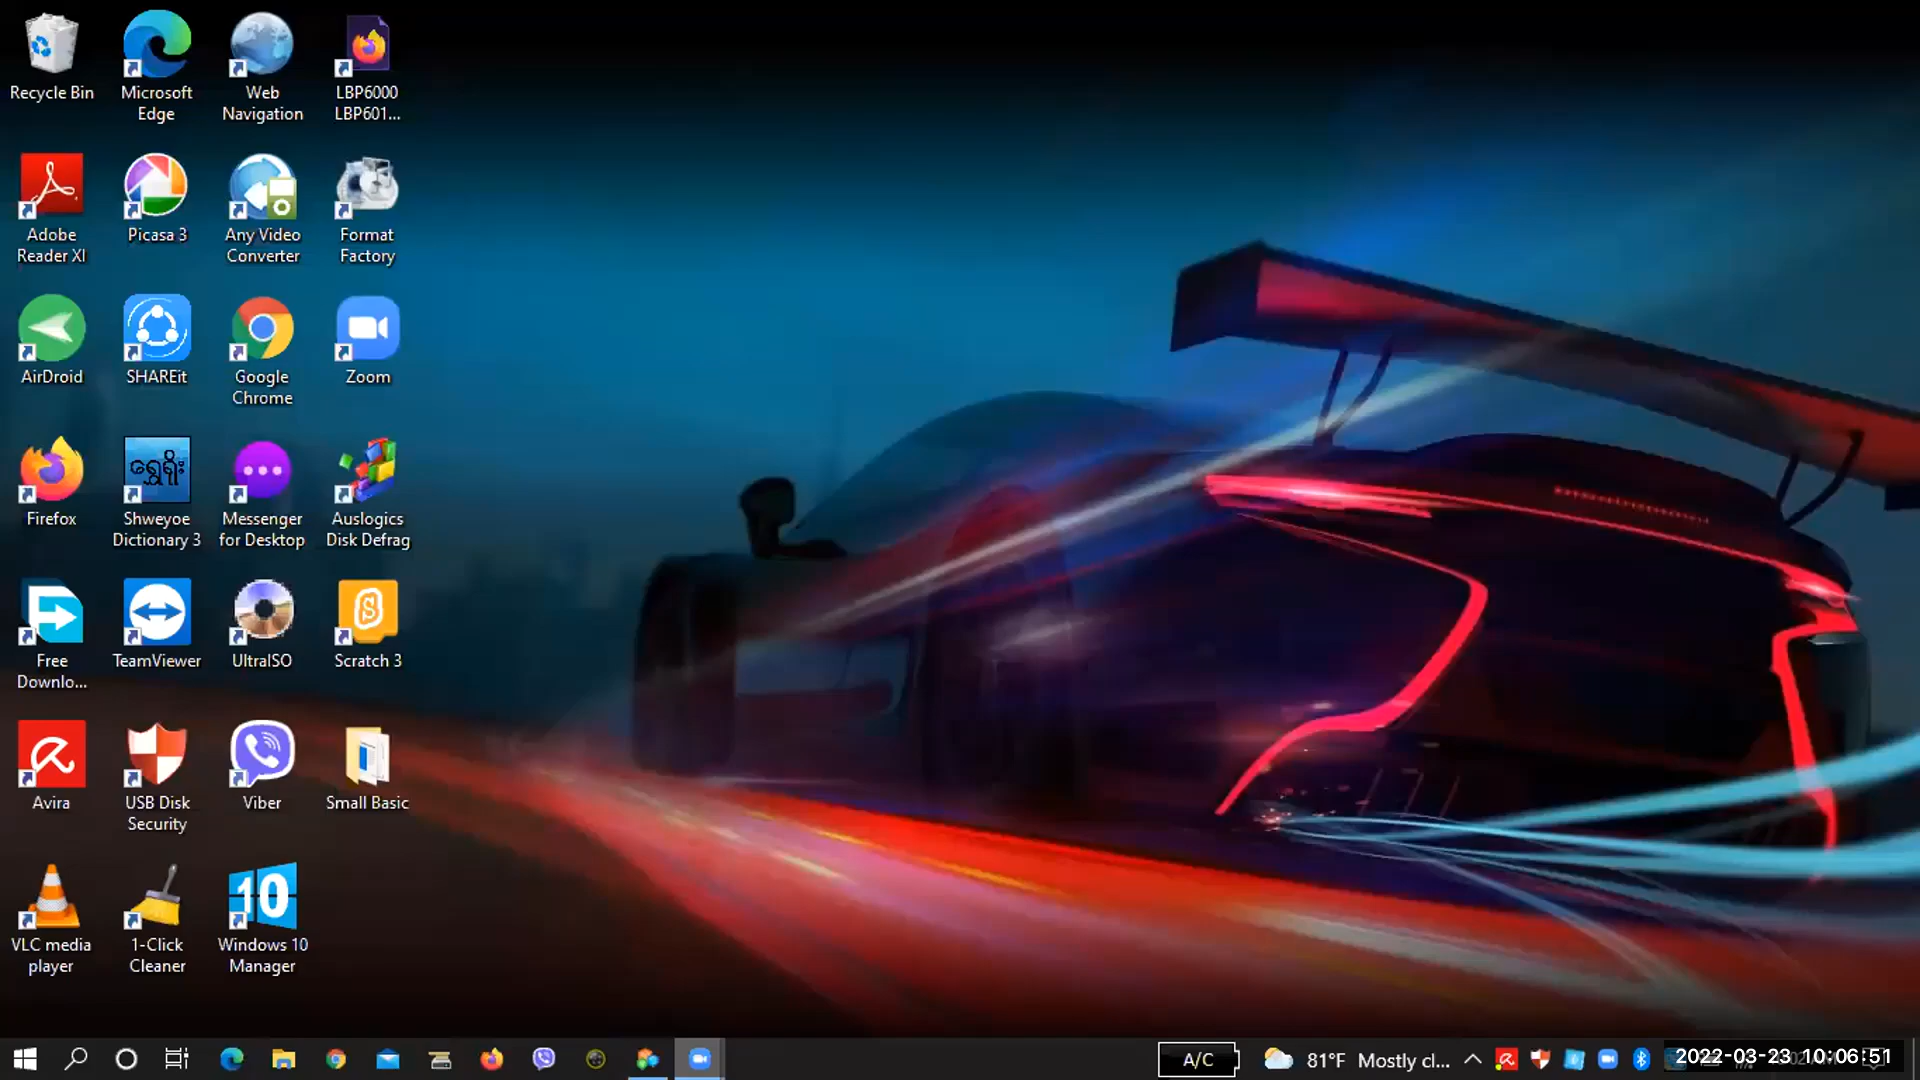 Recycle Bin
Microsoft
Edge
Web
Navigation
LBP6000
LBP601...
Adobe
Reader XI
Picasa 3
Any Video
Converter
Format
Factory
AirDroid
SHAREit
Google
Chrome
Zoom
Firefox
ရွှေရိုး
Shweyoe
Dictionary 3
Messenger
for Desktop
Auslogics
Disk Defrag
Free
Downlo...
TeamViewer
UltraISO
S
Scratch 3
Avira
USB Disk
Security
Viber
Small Basic
VLC media
player
1-Click
Cleaner
10
Windows 10
Manager
A/C
81°F Mostly cl...
2022-03-23 10:06:51